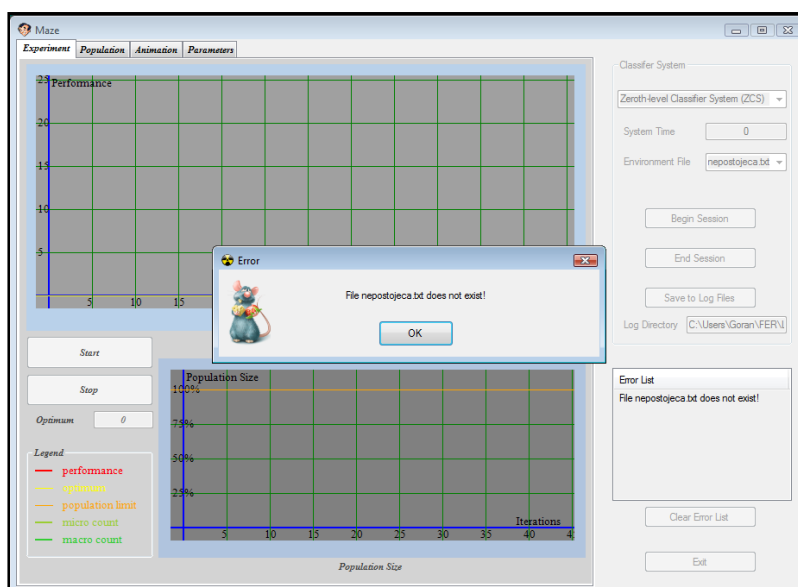 Maze
Experiment Population Animation Parameters
25 Performance
20
15
10
5
5 10 15
Start
Stop
Optimum 0
Legend
performance
optimum
population limit
micro count
macro count
Population Size
100%
75%
50%
25%
Iterations
5 10 15 20 25 30 35 40 4
Population Size
Error
File nepostojeca.txt does not exist!
OK
Classifer System
Zeroth-level Classifier System (ZCS)
System Time 0
Environment File nepostojeca.txt
Begin Session
End Session
Save to Log Files
Log Directory C:\Users\Goran\FER\
Error List
File nepostojeca.txt does not exist!
Clear Error List
Exit